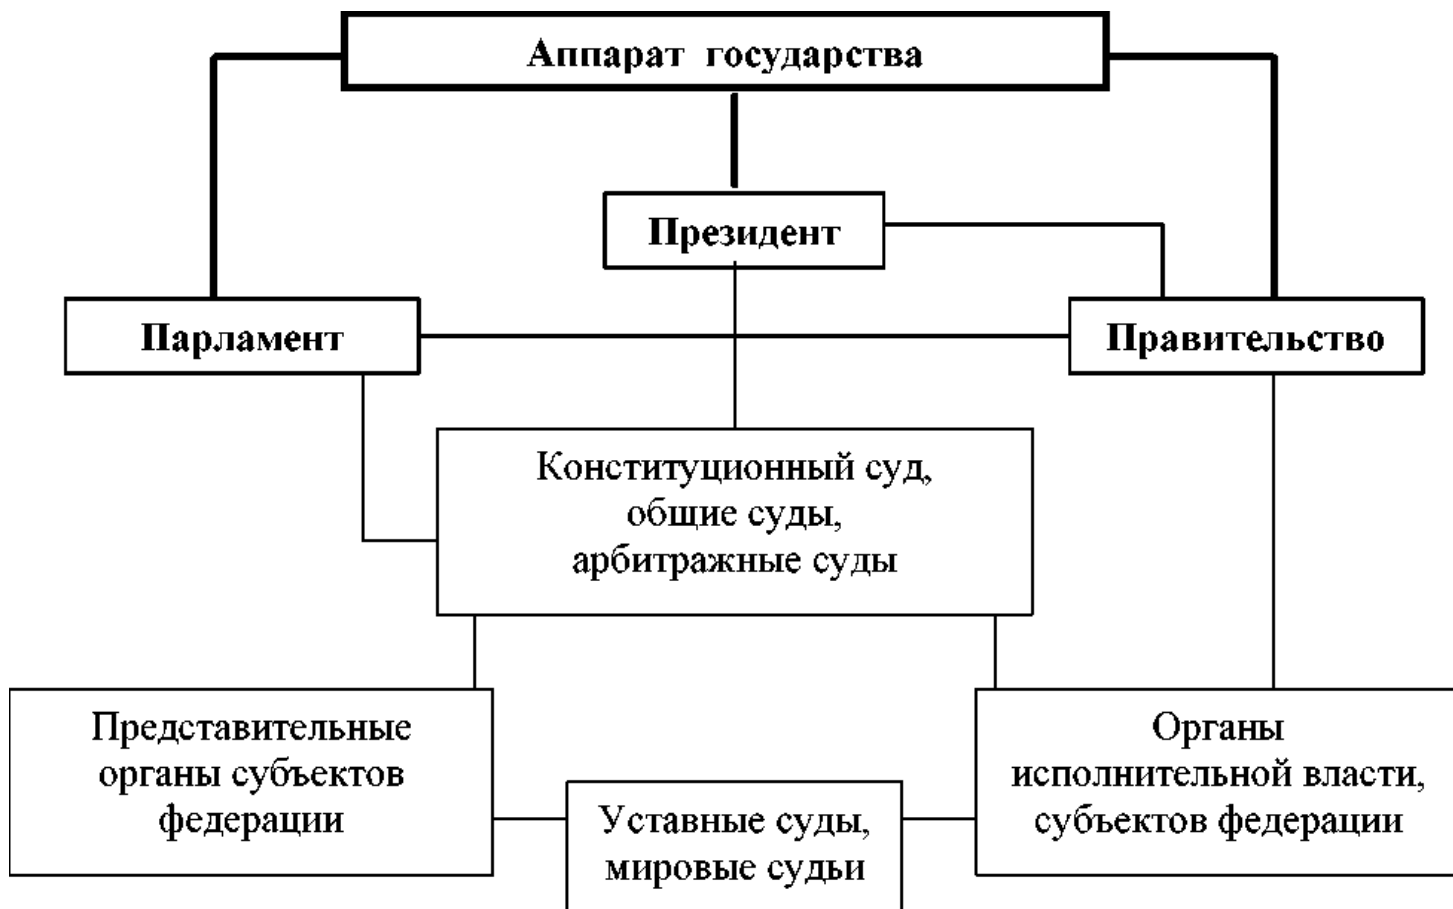 Аппарат государства
Президент
Парламент
Правительство
Конституционный суд,
общие суды,
арбитражные суды
Представительные
органы субъектов
федерации
Органы
исполнительной власти,
субъектов федерации
Уставные суды,
мировые судьи